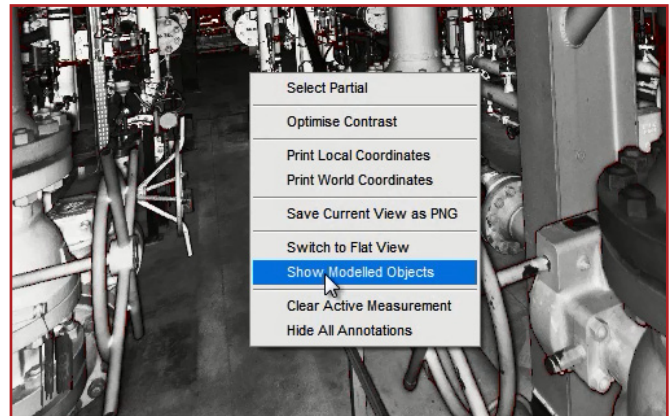 Select Partial
Optimise Contrast
Print Local Coordinates
Print World Coordinates
Save Current View as PNG
Switch to Flat View
Show Modelled Objects
Clear Active Measurement
Hide All Annotations